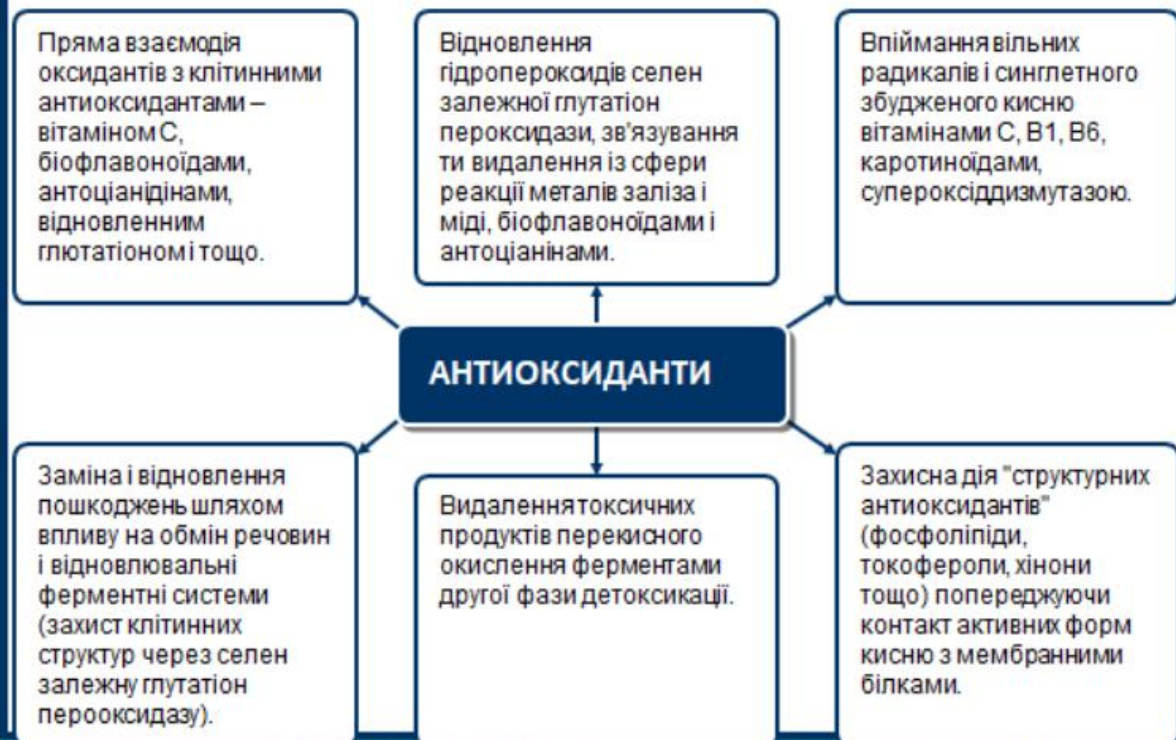 Пряма взаємодія
оксидантів з клітинними
антиоксидантами –
вітаміном С,
біофлавоноїдами,
антоціанідінами,
відновленним
глютатіоном і тощо.
Відновлення
гідропероксидів селен
залежної глутатіон
пероксидази, зв'язування
ти видалення із сфери
реакції металів заліза і
міді, біофлавоноїдами і
антоціанінами.
Впіймання вільних
радикалів і синглетного
збудженого кисню
вітамінами С, В1, В6,
каротиноїдами,
супероксіддизмутазою.
АНТИОКСИДАНТИ
Заміна і відновлення
пошкоджень шляхом
впливу на обмін речовин
і відновлювальні
ферментні системи
(захист клітинних
структур через селен
залежну глутатіон
перооксидазу).
Видалення токсичних
продуктів перекисного
окислення ферментами
другої фази детоксикації.
Захисна дія "структурних
антиоксидантів"
(фосфоліпіди,
токофероли, хінони
тощо) попереджуючи
контакт активних форм
кисню з мембранними
білками.